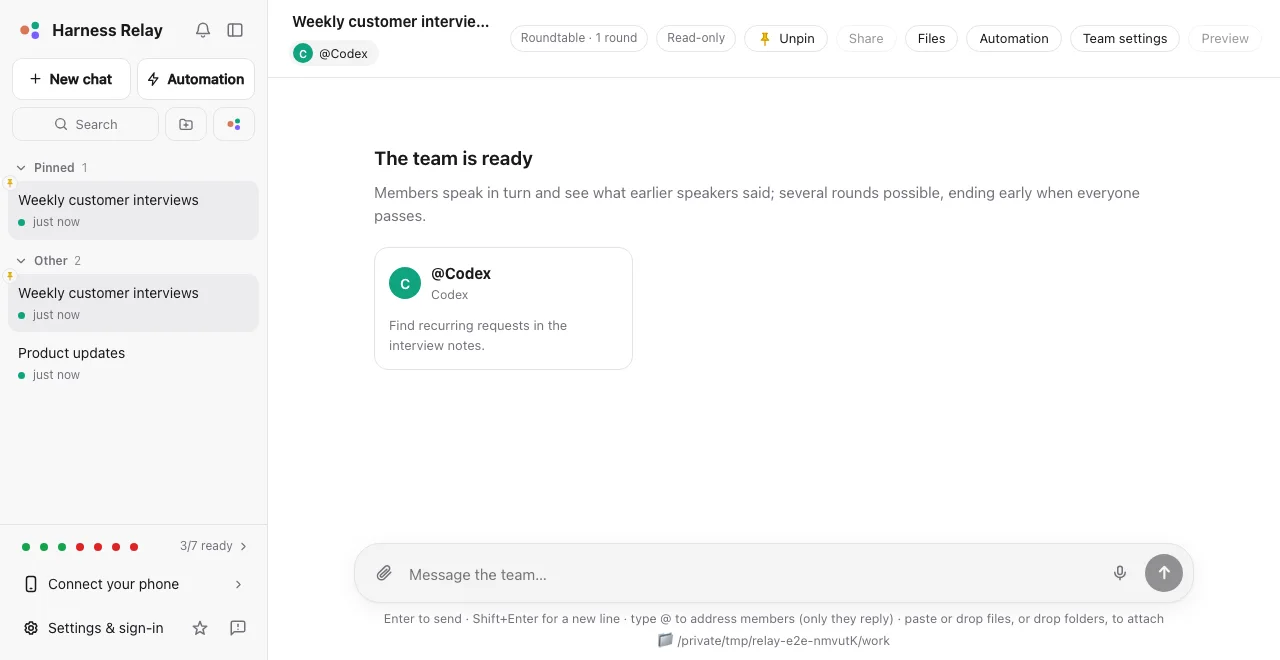 Harness Relay
New chat
Automation
Search
Pinned 1
Weekly customer interviews
just now
Other 2
Weekly customer interviews
just now
Product updates
just now
3/7 ready
Connect your phone
Settings & sign-in
Weekly customer intervie...
C @Codex
Roundtable · 1 round
Read-only
Unpin
Share
Files
Automation
Team settings
Preview
The team is ready
Members speak in turn and see what earlier speakers said; several rounds possible, ending early when everyone
passes.
C
@Codex
Codex
Find recurring requests in the
interview notes.
Message the team...
Enter to send · Shift+Enter for a new line · type @ to address members (only they reply) · paste or drop files, or drop folders, to attach
/private/tmp/relay-e2e-nmvutK/work